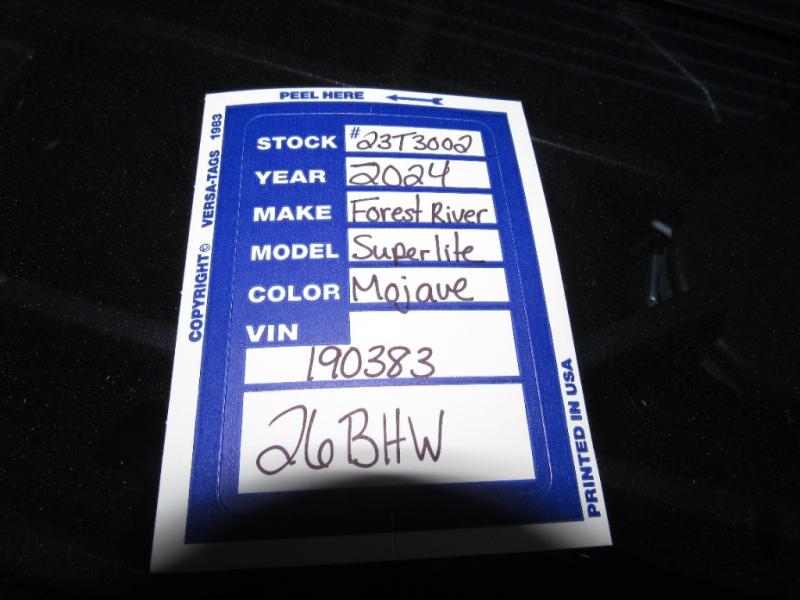 PEEL HERE
STOCK #23T3002
YEAR 2024
MAKE Forest River
MODEL Superlite
COLOR Mojave
VIN
190383
26BHW
COPYRIGHT © VERSA-TAGS 1983
PRINTED IN USA